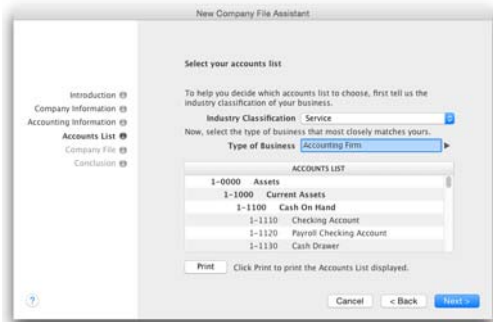 New Company File Assistant
Select your accounts list
Introduction
Company Information
Accounting Information
Accounts List
Company File
Conclusion
To help you decide which accounts list to choose, first tell us the
industry classification of your business.
Industry Classification Service
Now, select the type of business that most closely matches yours.
Type of Business Accounting Firm
ACCOUNTS LIST
1-0000 Assets
1-1000 Current Assets
1-1100 Cash On Hand
1-1110 Checking Account
1-1120 Payroll Checking Account
1-1130 Cash Drawer
Print Click Print to print the Accounts List displayed.
? Cancel < Back Next >